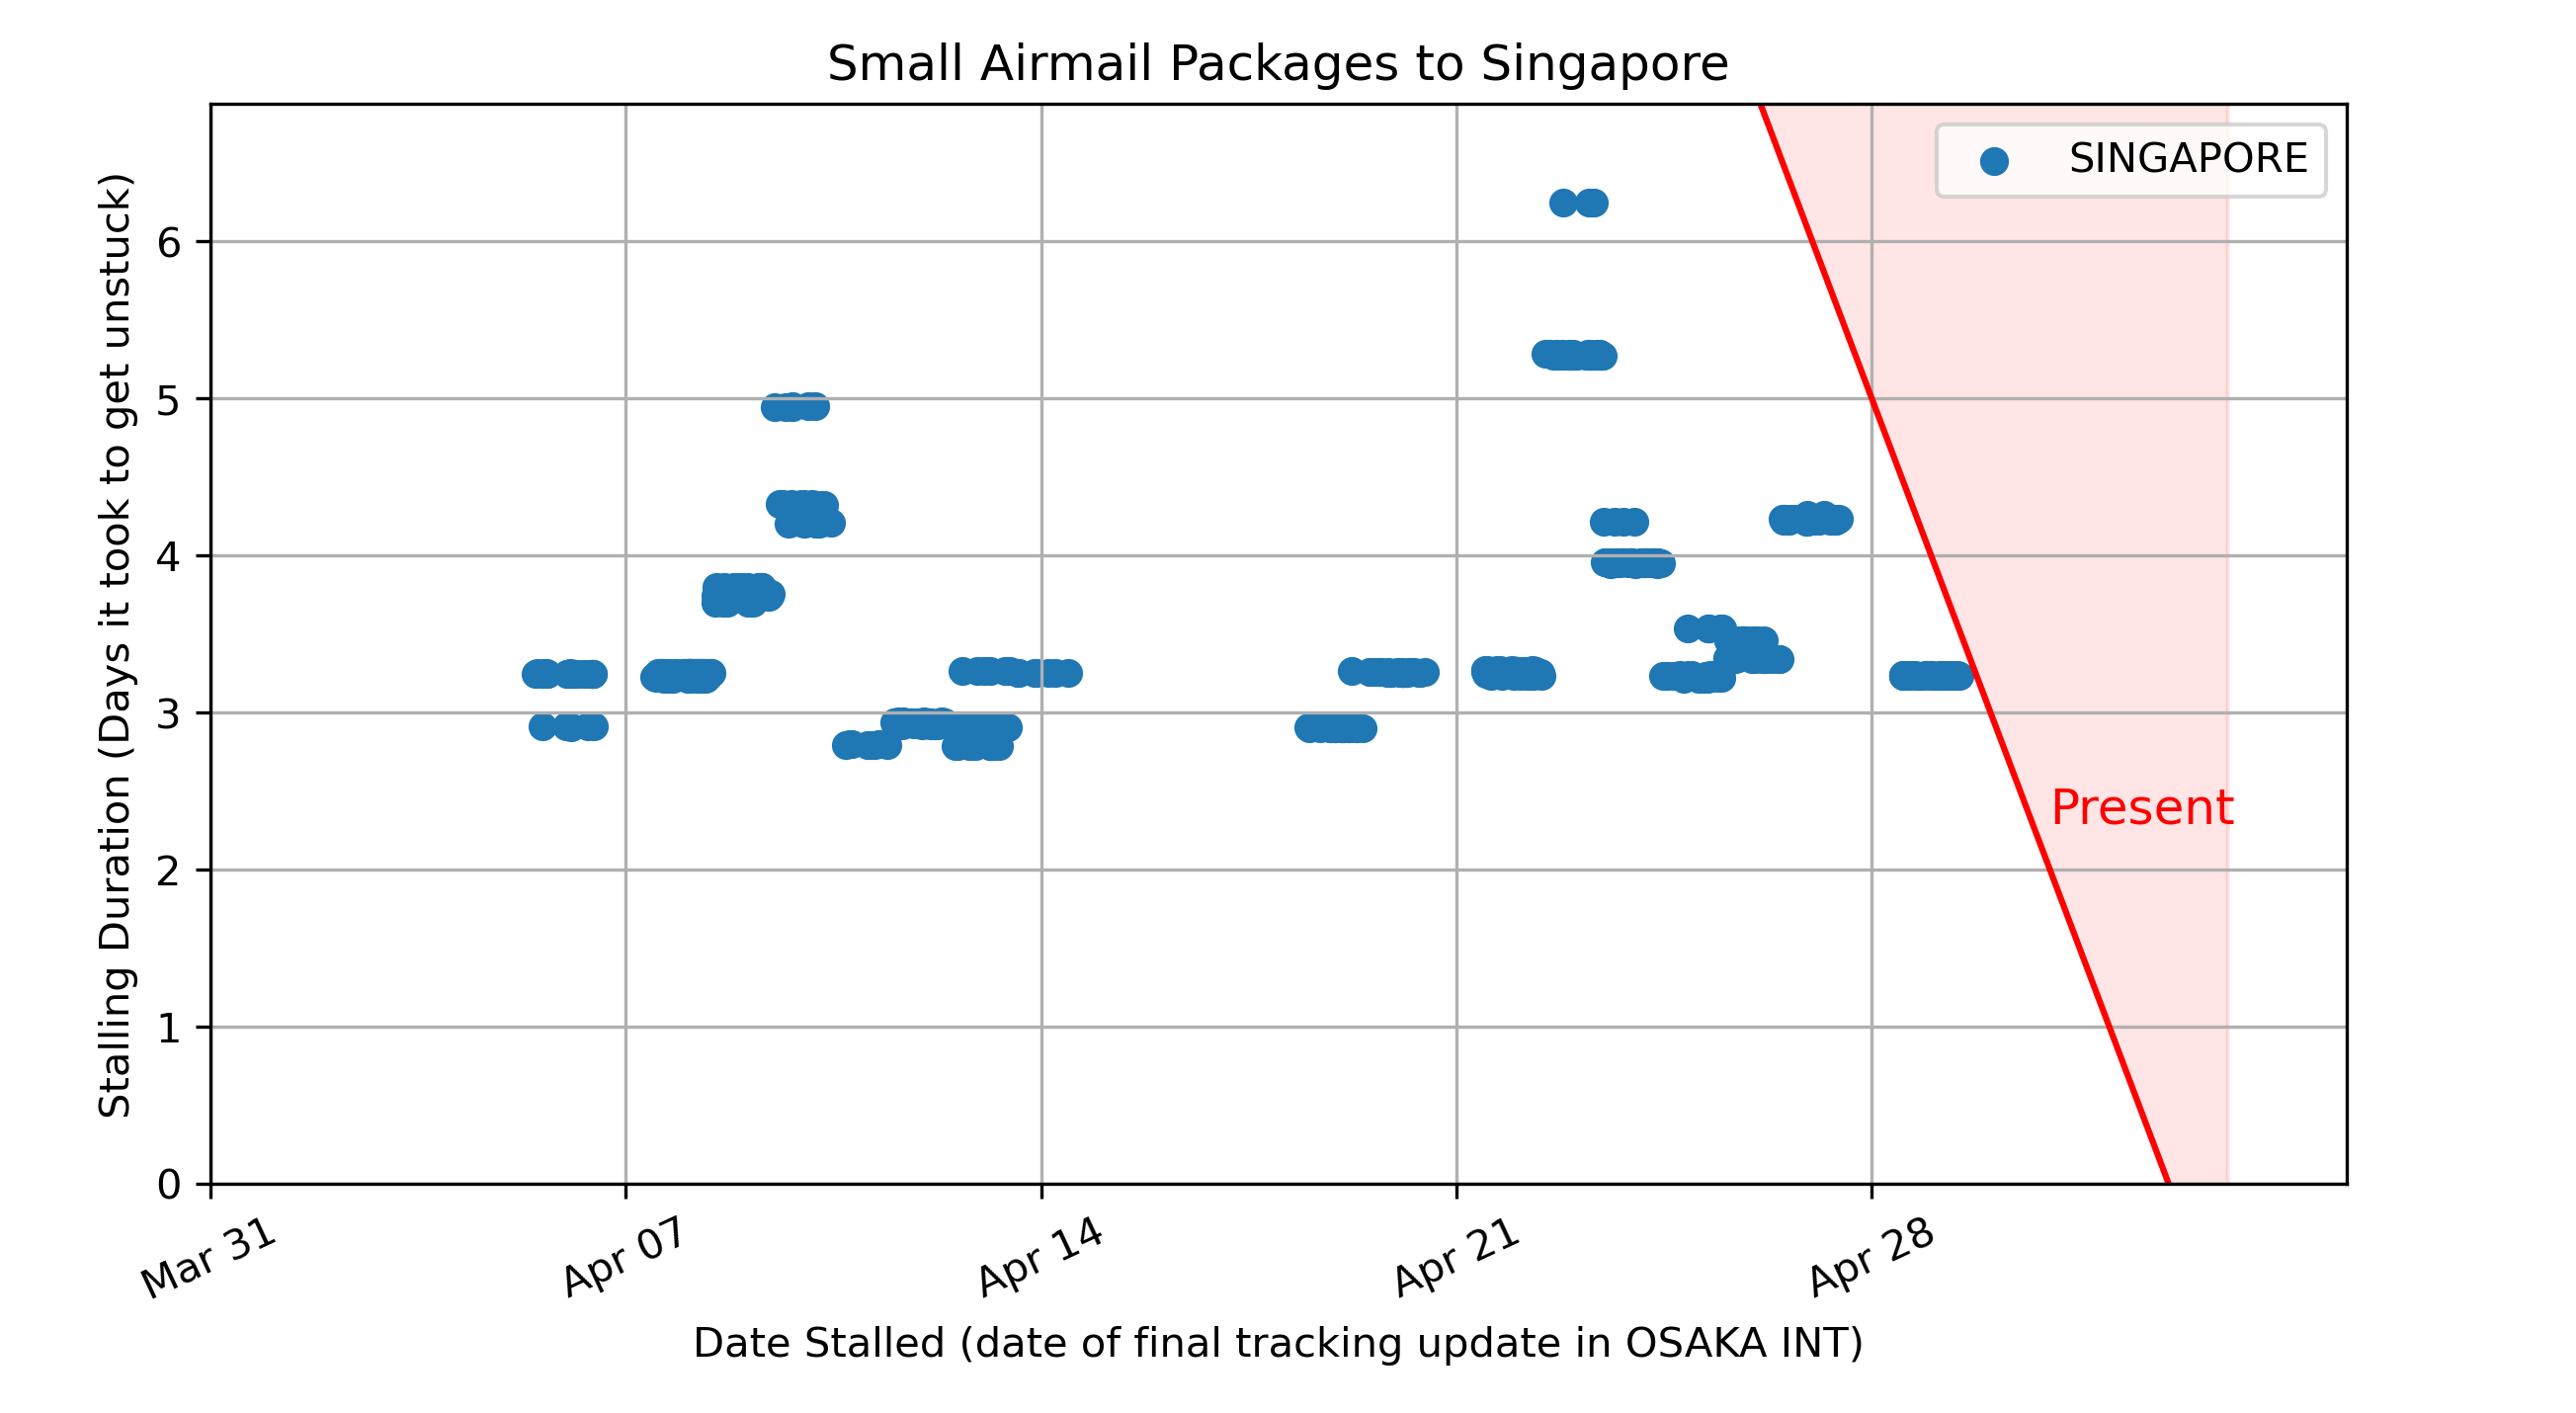 Small Airmail Packages to Singapore
SINGAPORE
Stalling Duration (Days it took to get unstuck)
6
5
4
3
2
1
0
Present
Mar 31
Apr 07
Apr 14
Apr 21
Apr 28
Date Stalled (date of final tracking update in OSAKA INT)